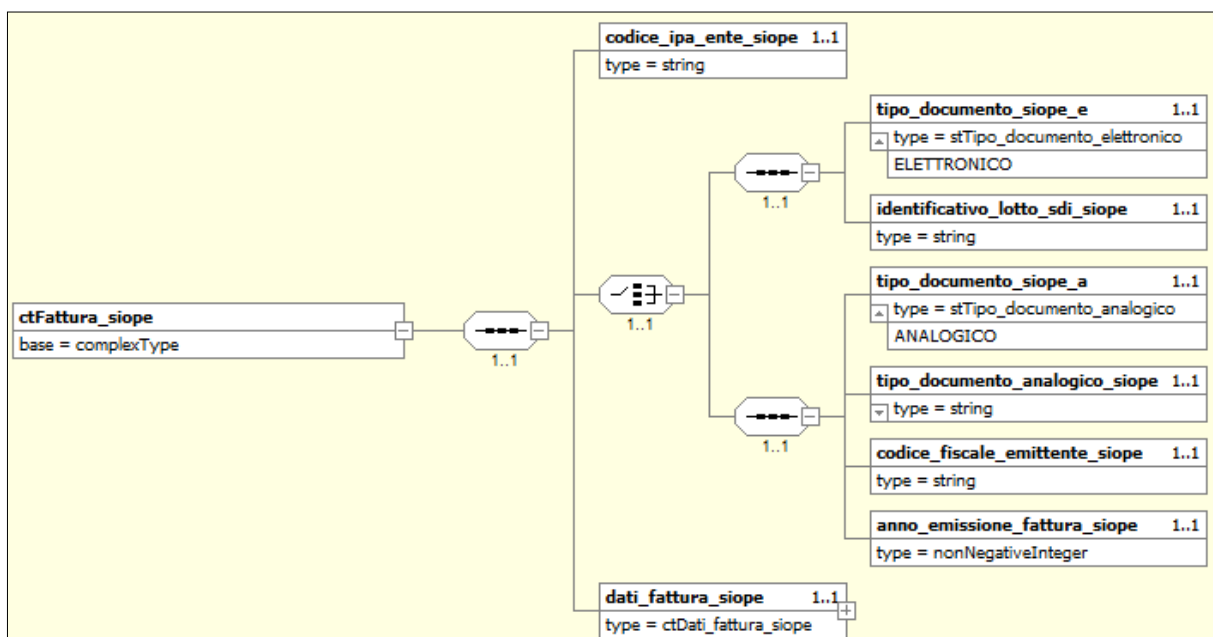 codice_ipa_ente_siope 1..1
type = string
tipo_documento_siope_e 1..1
type = stTipo_documento_elettronico
ELETTRONICO
1..1
identificativo_lotto_sdi_siope 1..1
type = string
tipo_documento_siope_a 1..1
type = stTipo_documento_analogico
ANALOGICO
1..1
ctFattura_siope
base = complexType
1..1
tipo_documento_analogico_siope 1..1
type = string
1..1
codice_fiscale_emittente_siope 1..1
type = string
anno_emissione_fattura_siope 1..1
type = nonNegativeInteger
dati_fattura_siope 1..1
type = ctDati_fattura_siope